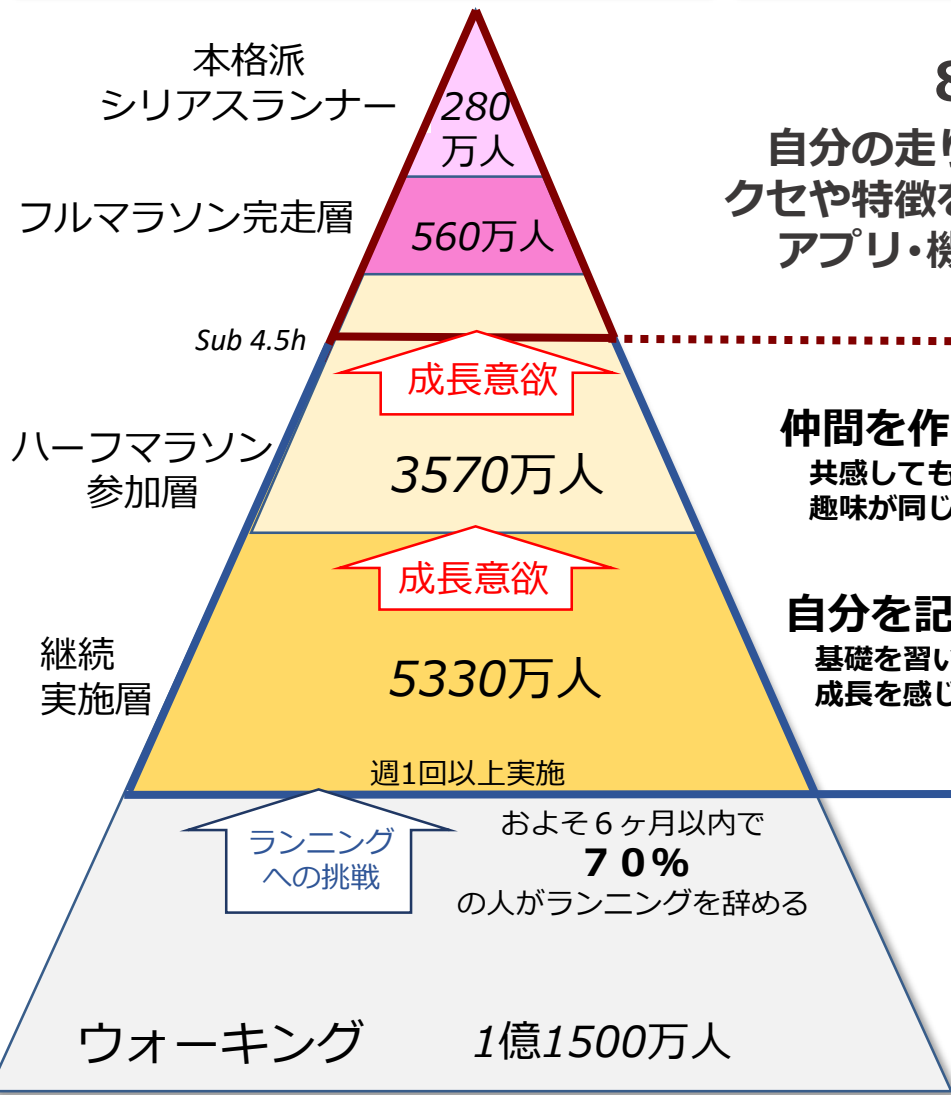 本格派
シリアスランナー
280
万人
フルマラソン完走層
560万人
Sub 4.5h
成長意欲
ハーフマラソン
参加層
3570万人
成長意欲
継続
実施層
5330万人
週1回以上実施
ランニング
への挑戦
およそ６ヶ月以内で
７０%
の人がランニングを辞める
ウォーキング
1億1500万人
自分の走り
クセや特徴を
アプリ・機
仲間を作
共感しても
趣味が同じ
自分を記
基礎を習い
成長を感じ